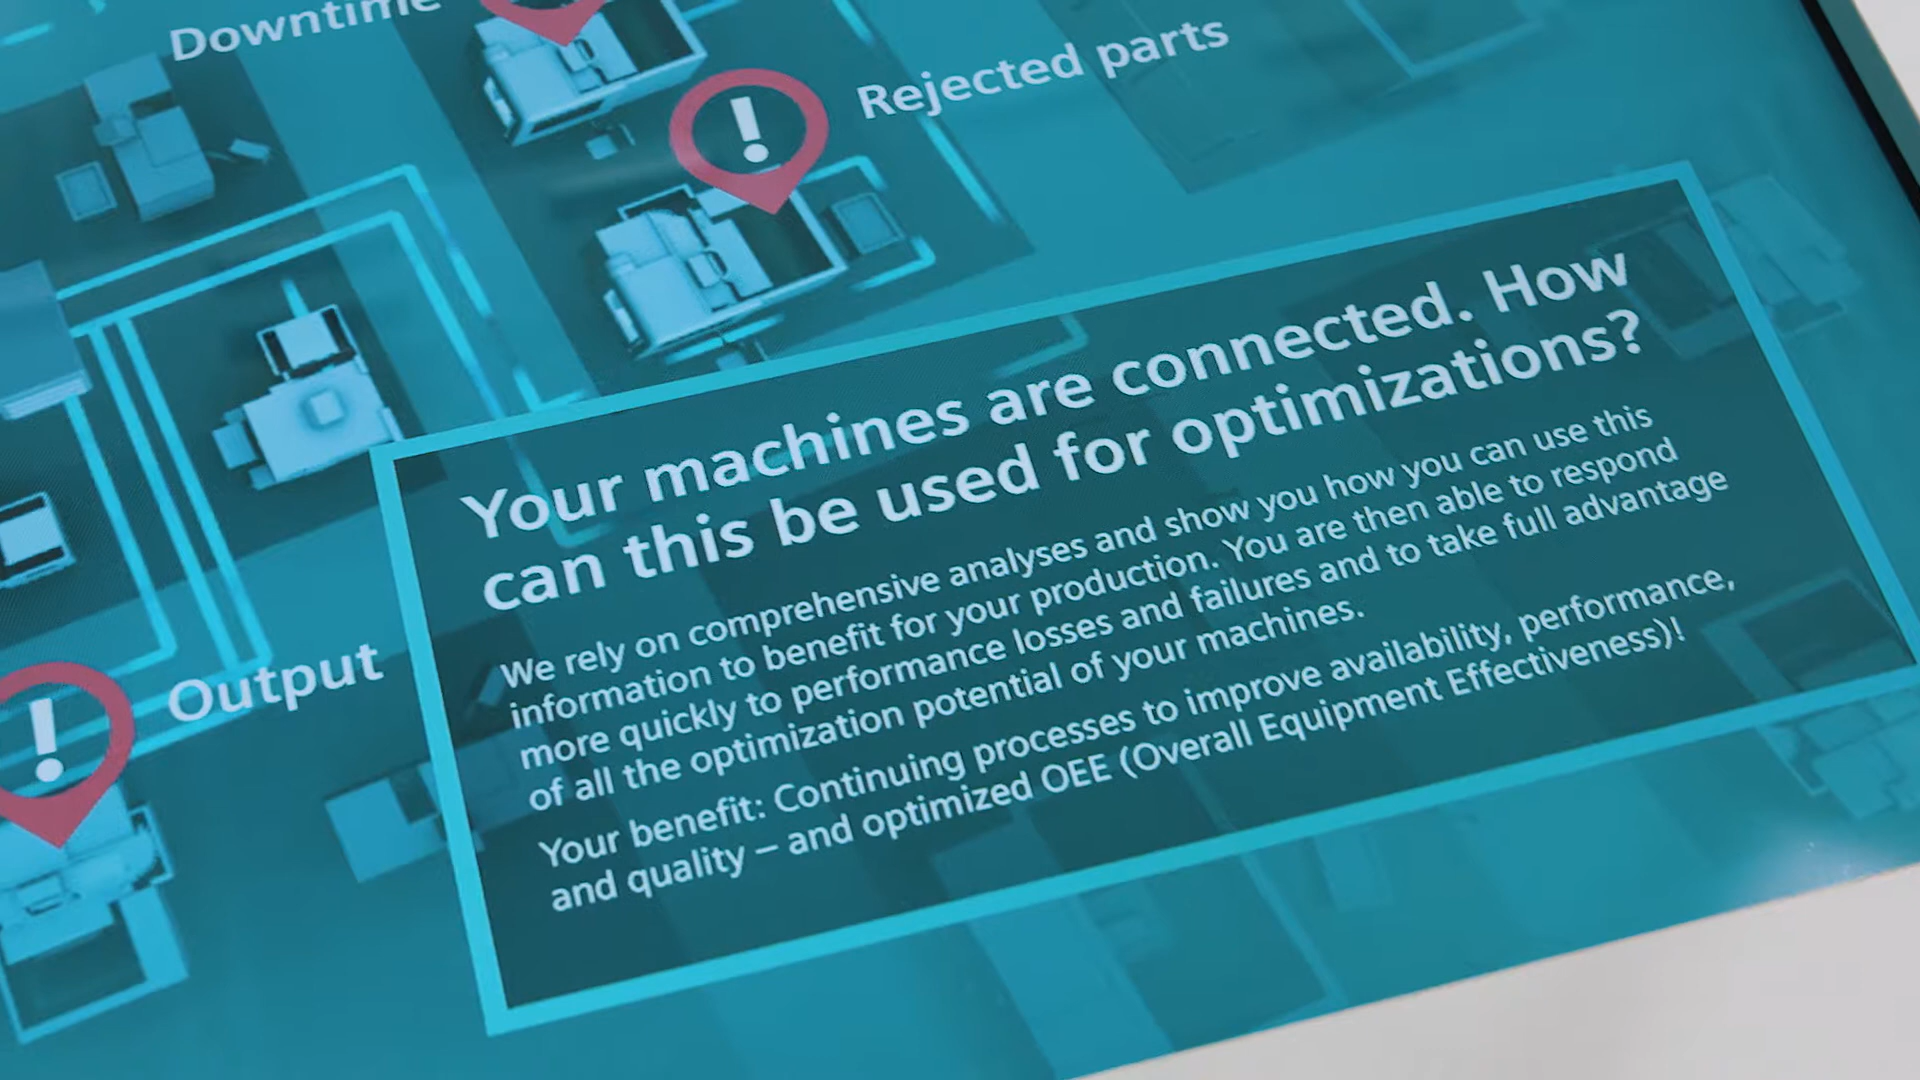 Downtime
Rejected parts
!
Your machines are connected. How
can this be used for optimizations?
We rely on comprehensive analyses and show you how you can use this
information to benefit for your production. You are then able to respond
more quickly to performance losses and failures and to take full advantage
of all the optimization potential of your machines.
Your benefit: Continuing processes to improve availability, performance,
and quality – and optimized OEE (Overall Equipment Effectiveness)!
Output
!